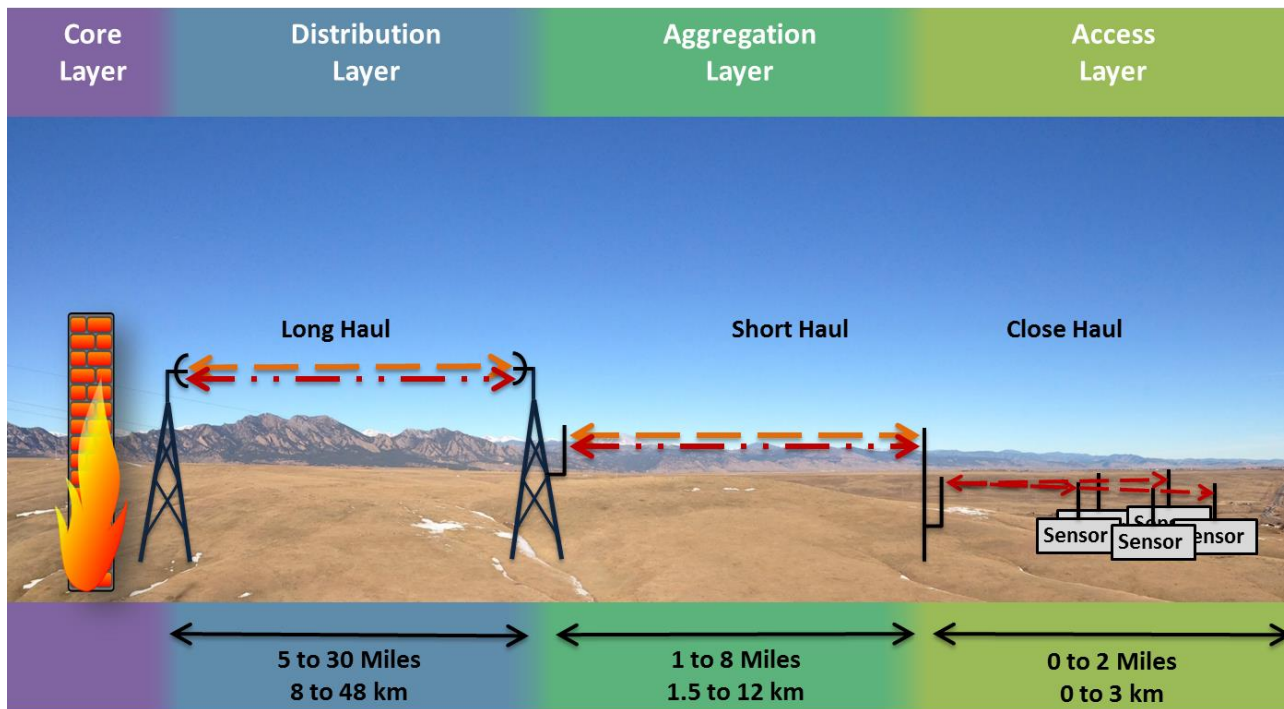 Core
Layer
Distribution
Layer
Aggregation
Layer
Access
Layer
Long Haul
Short Haul
Close Haul
Sensor
Sensor
5 to 30 Miles
8 to 48 km
1 to 8 Miles
1.5 to 12 km
0 to 2 Miles
0 to 3 km